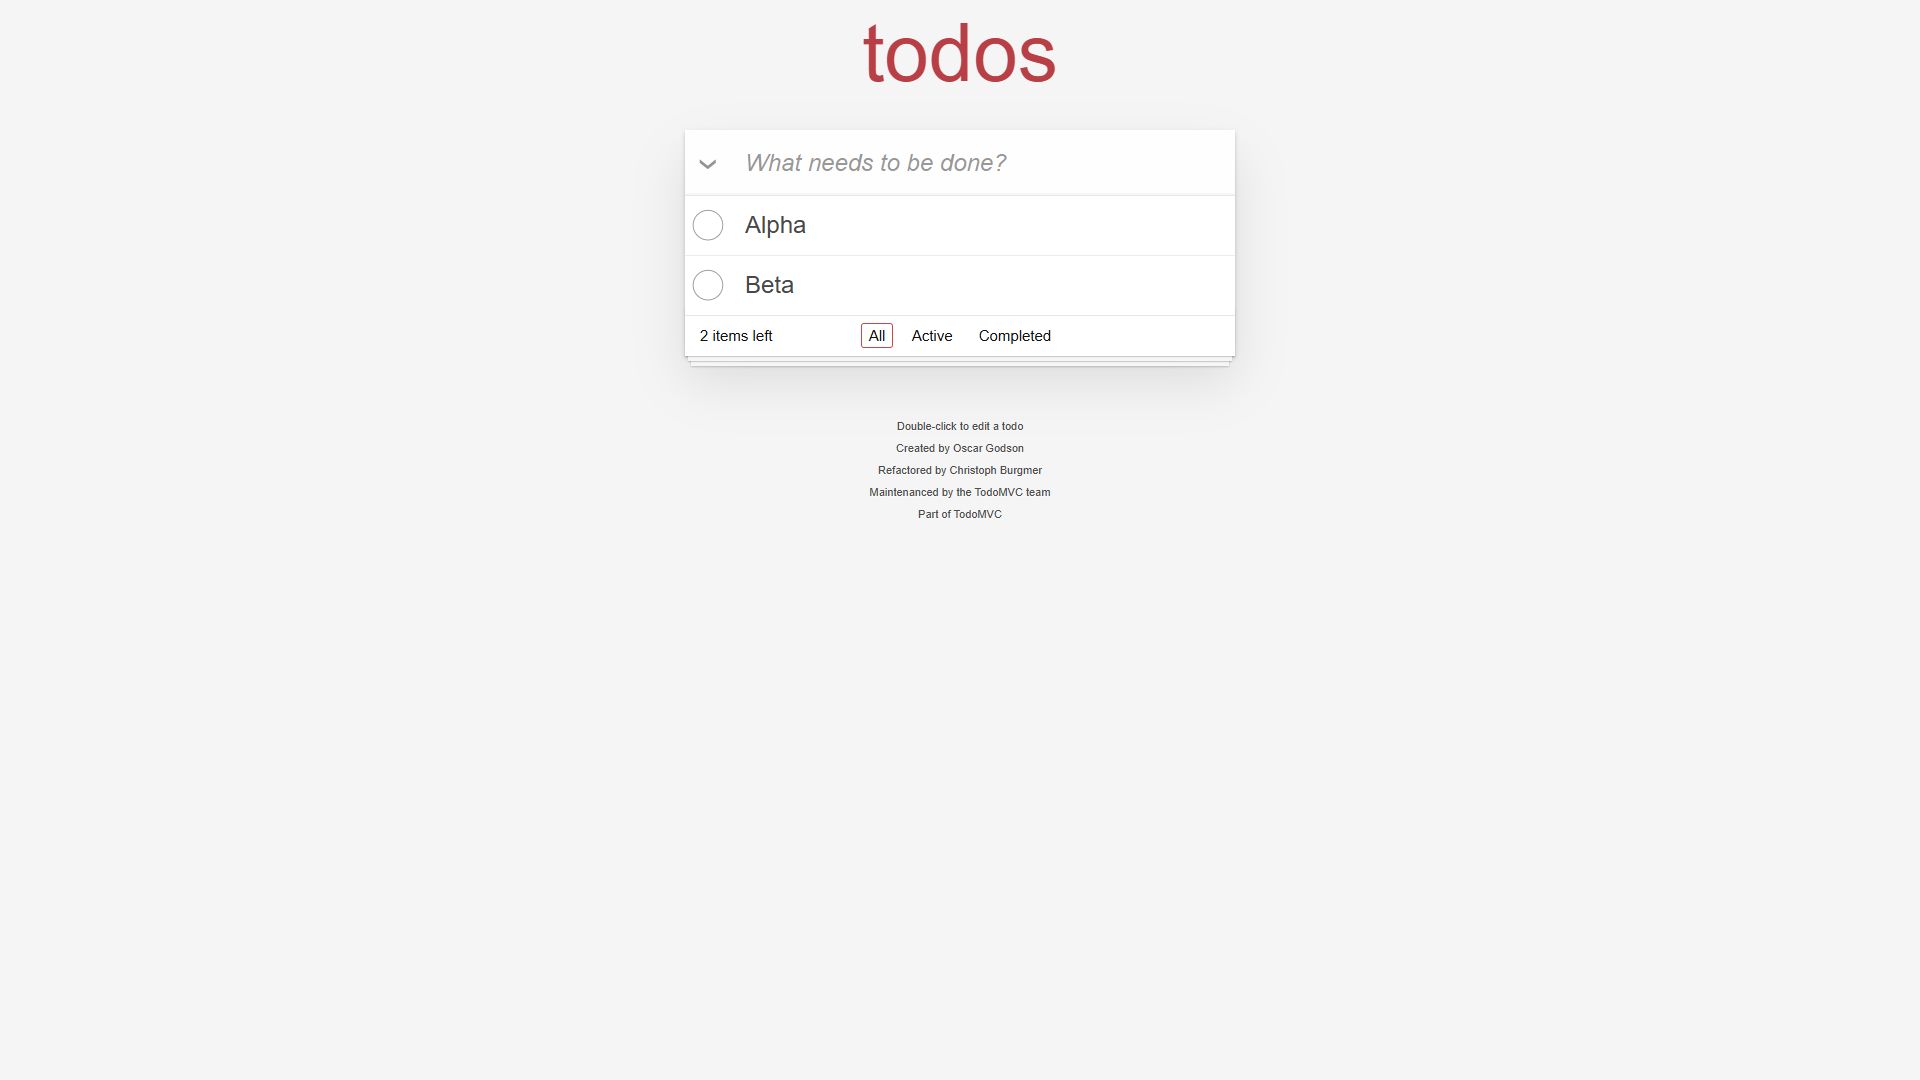 todos
What needs to be done?
Alpha
Beta
2 items left All Active Completed
Double-click to edit a todo
Created by Oscar Godson
Refactored by Christoph Burgmer
Maintenanced by the TodoMVC team
Part of TodoMVC